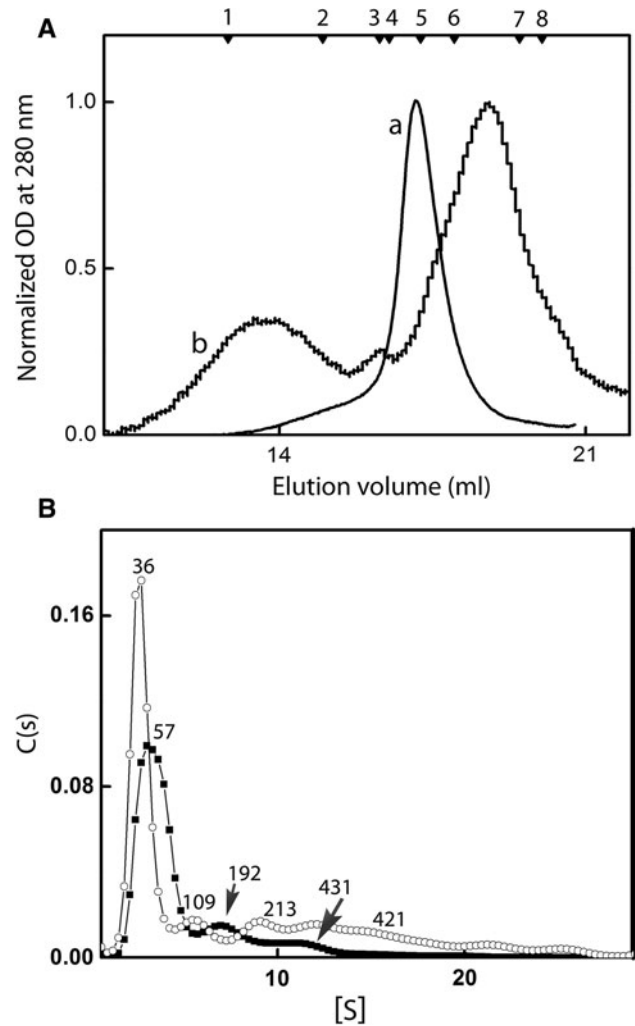 1 2 3 4 5 6 7 8
A
1.0
a
0.5
b
0.0
14 21
Normalized OD at 280 nm
Elution volume (ml)
B
36
0.16
57
0.08
192
431
109
213
421
0.00
10 20
C(s)
[S]